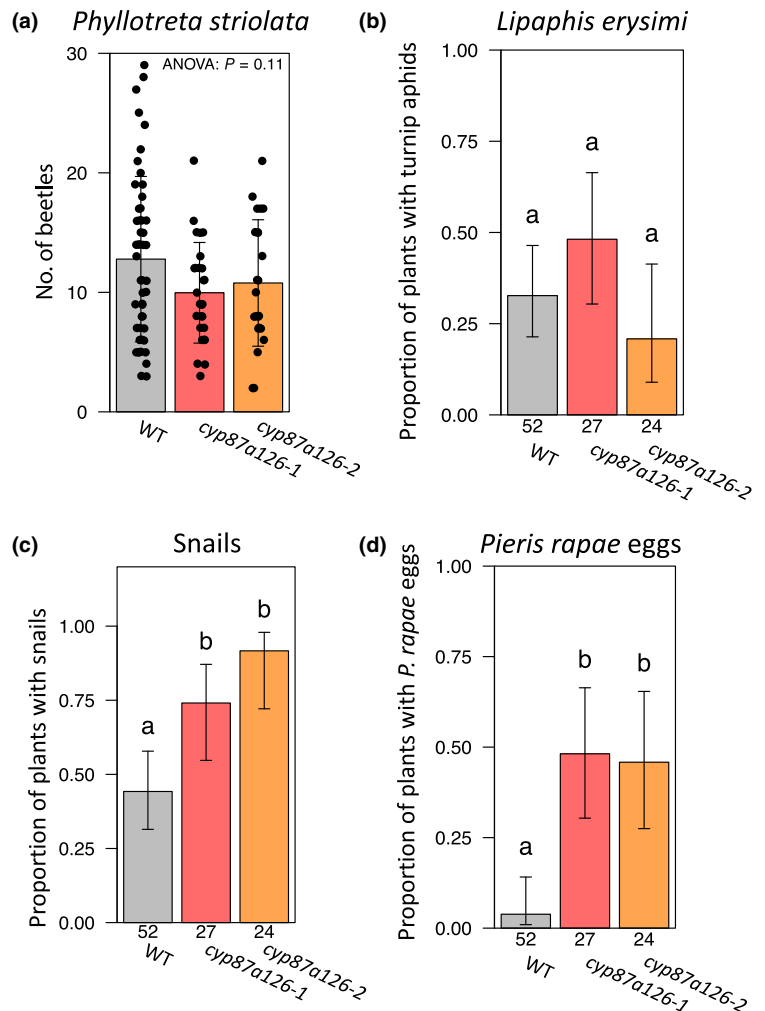 (a) Phyllotreta striolata
ANOVA: P = 0.11
No. of beetles
30
20
10
0
WT
cyp87a126-1
cyp87a126-2
(b) Lipaphis erysimi
Proportion of plants with turnip aphids
1.00
0.75
0.50
0.25
0.00
a
a
a
52 27 24
WT
cyp87a126-1
cyp87a126-2
(c) Snails
Proportion of plants with snails
1.00
0.75
0.50
0.25
0.00
a
b
b
52 27 24
WT
cyp87a126-1
cyp87a126-2
(d) Pieris rapae eggs
Proportion of plants with P. rapae eggs
1.00
0.75
0.50
0.25
0.00
a
b
b
52 27 24
WT
cyp87a126-1
cyp87a126-2